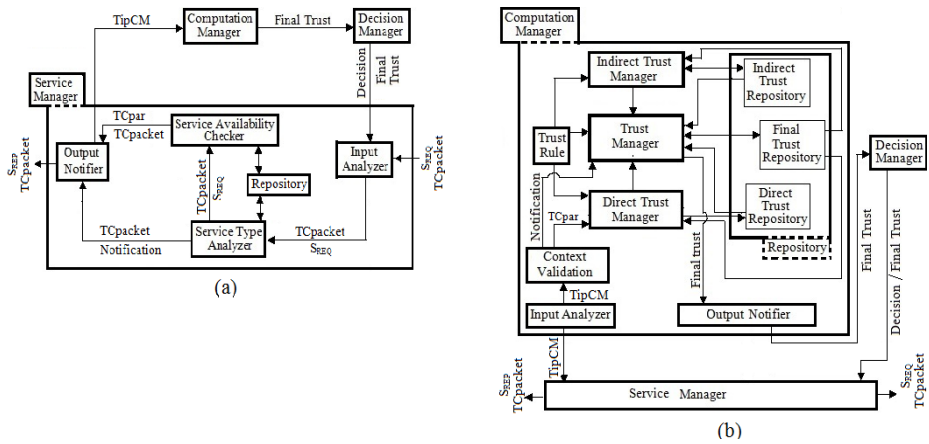 TipCM
Computation
Manager
Final Trust
Decision
Manager
Decision
Final
Trust
Service
Manager
TCpar
TCpacket
Service Availability
Checker
Output
Notifier
SREP
TCpacket
TCpacket
SREQ
Repository
Input
Analyzer
SREQ
TCpacket
TCpacket
Notification
Service Type
Analyzer
TCpacket
SREQ
(a)
Computation
Manager
Indirect Trust
Manager
Indirect
Trust
Repository
Trust
Rule
Trust
Manager
Final
Trust
Repository
Decision
Manager
Notification
TCpar
Direct Trust
Manager
Direct
Trust
Repository
Repository
Context
Validation
Final trust
Final Trust
Decision / Final Trust
TipCM
Input Analyzer
Output Notifier
TipCM
SREP
TCpacket
Service Manager
SREQ
TCpacket
(b)